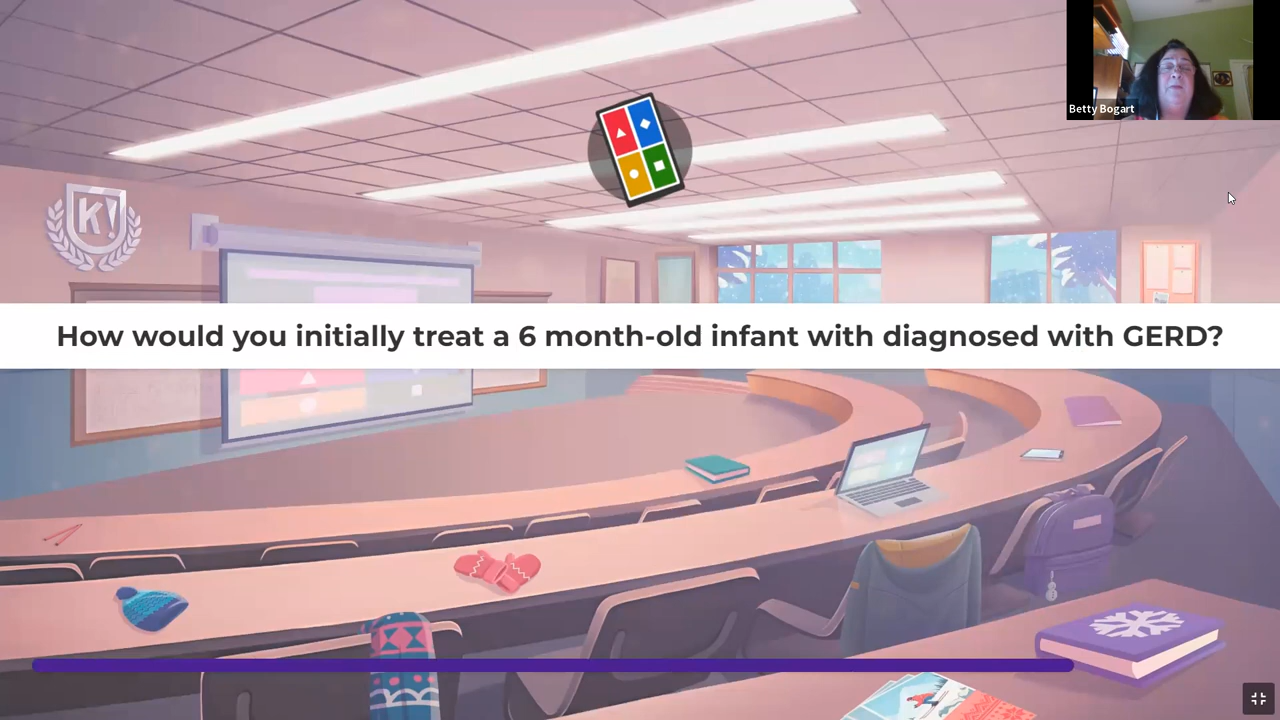 Betty Bogart
K!
How would you initially treat a 6 month-old infant with diagnosed with GERD?